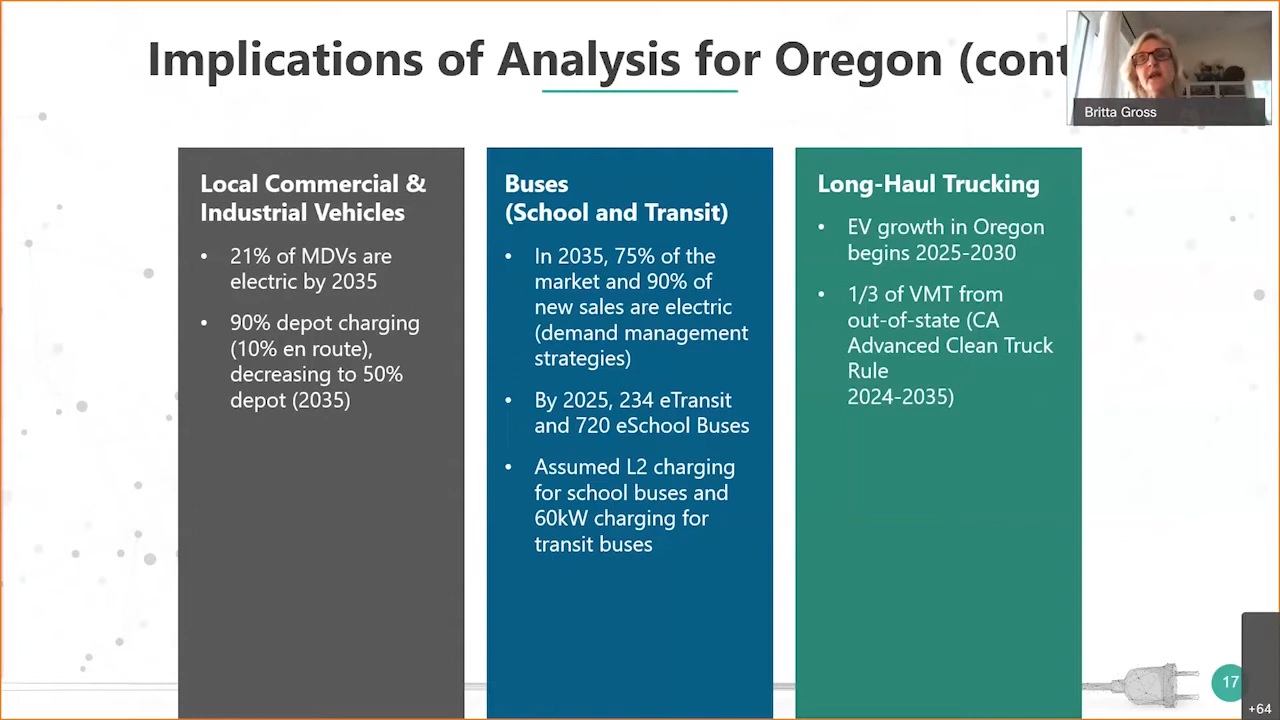 Implications of Analysis for Oregon (cont
Britta Gross
Local Commercial &
Industrial Vehicles
• 21% of MDVs are
electric by 2035
• 90% depot charging
(10% en route),
decreasing to 50%
depot (2035)
Buses
(School and Transit)
• In 2035, 75% of the
market and 90% of
new sales are electric
(demand management
strategies)
• By 2025, 234 eTransit
and 720 eSchool Buses
• Assumed L2 charging
for school buses and
60kW charging for
transit buses
Long-Haul Trucking
• EV growth in Oregon
begins 2025-2030
• 1/3 of VMT from
out-of-state (CA
Advanced Clean Truck
Rule
2024-2035)
17
+64